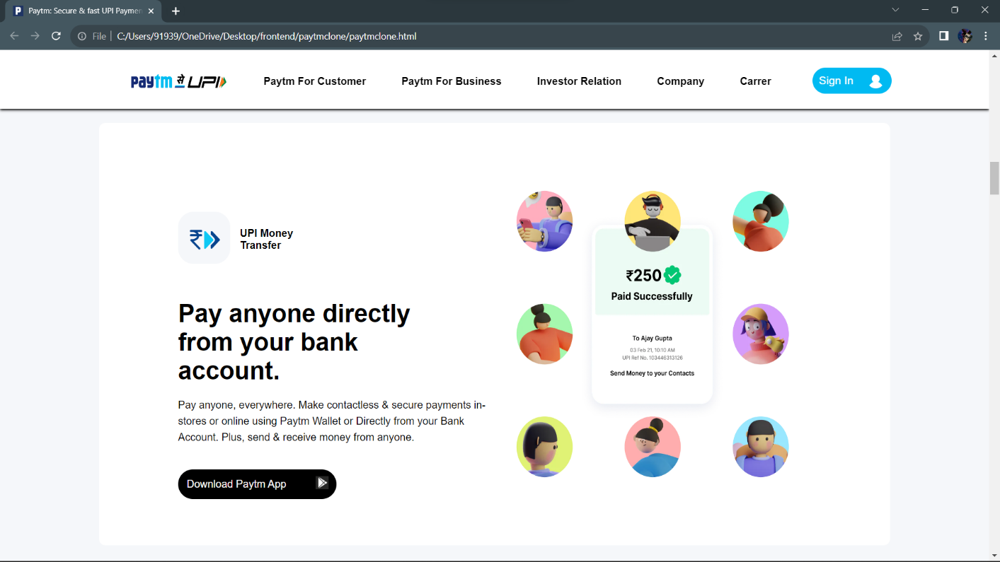 Paytm: Secure & fast UPI Paymen
File | C:/Users/91939/OneDrive/Desktop/frontend/paytmclone/paytmclone.html
paytm से UPI
Paytm For Customer
Paytm For Business
Investor Relation
Company
Carrer
Sign In
UPI Money
Transfer
Pay anyone directly
from your bank
account.
Pay anyone, everywhere. Make contactless & secure payments in-
stores or online using Paytm Wallet or Directly from your Bank
Account. Plus, send & receive money from anyone.
Download Paytm App
₹250
Paid Successfully
To Ajay Gupta
03 Feb 21, 10:10 AM
UPI Ref No. 103446313126
Send Money to your Contacts